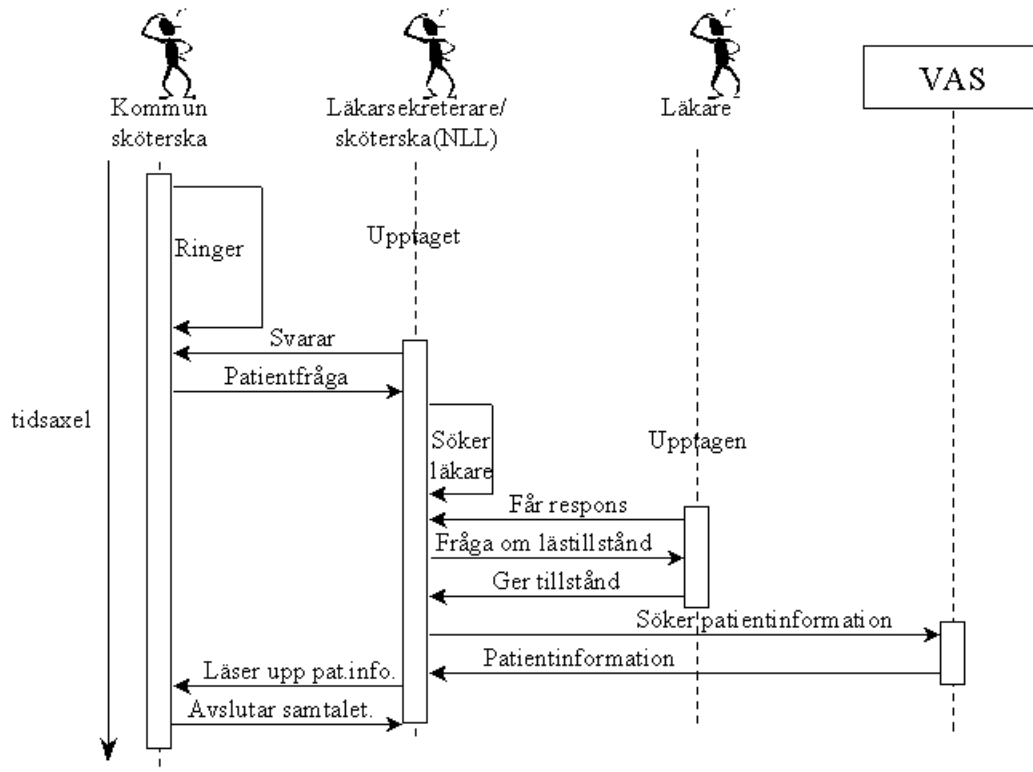 Kommun
sköterska
Läkarsekreterare/
sköterska(NLL)
Läkare
VAS
Ringer
Upptaget
Svarar
Patientfråga
tidsaxel
Söker
läkare
Upptagen
Får respons
Fråga om lästillstånd
Ger tillstånd
Söker patientinformation
Patientinformation
Läser upp pat.info.
Avslutar samtalet.